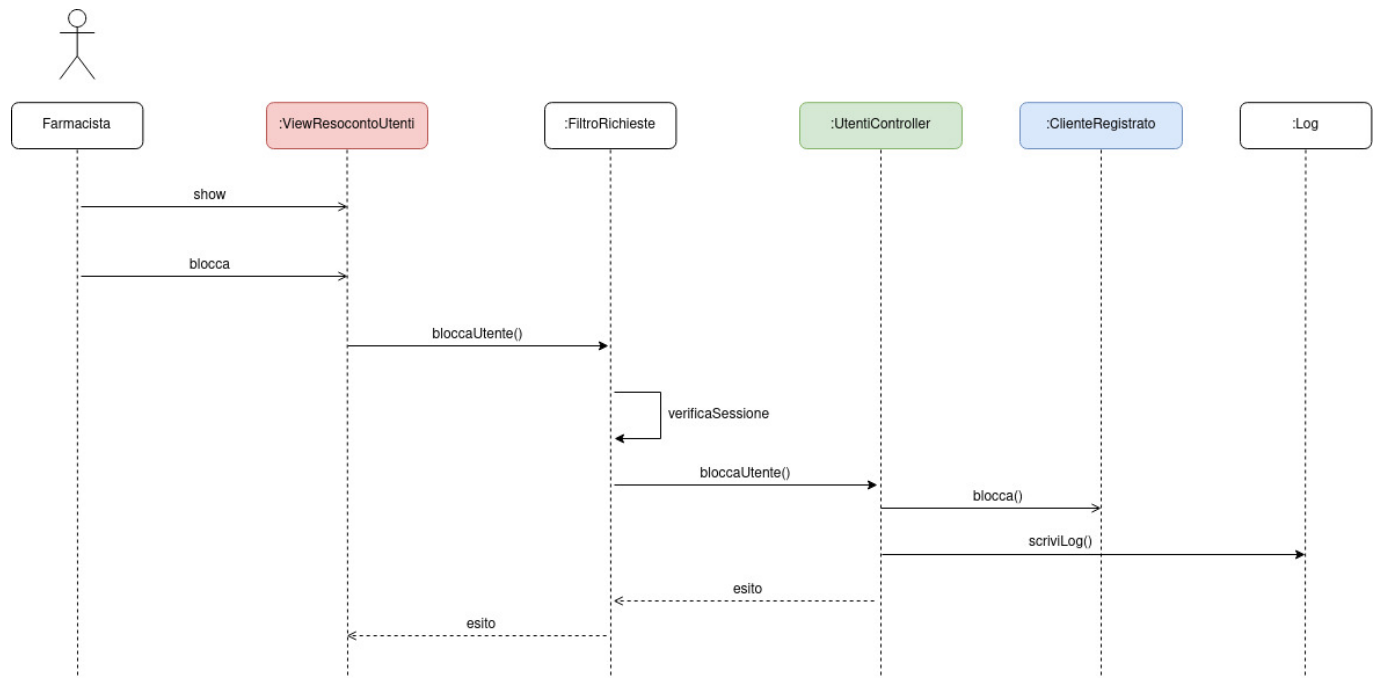 Farmacista
:ViewResocontoUtenti
:FiltroRichieste
:UtentiController
:ClienteRegistrato
:Log
show
blocca
bloccaUtente()
verificaSessione
bloccaUtente()
blocca()
scriviLog()
esito
esito